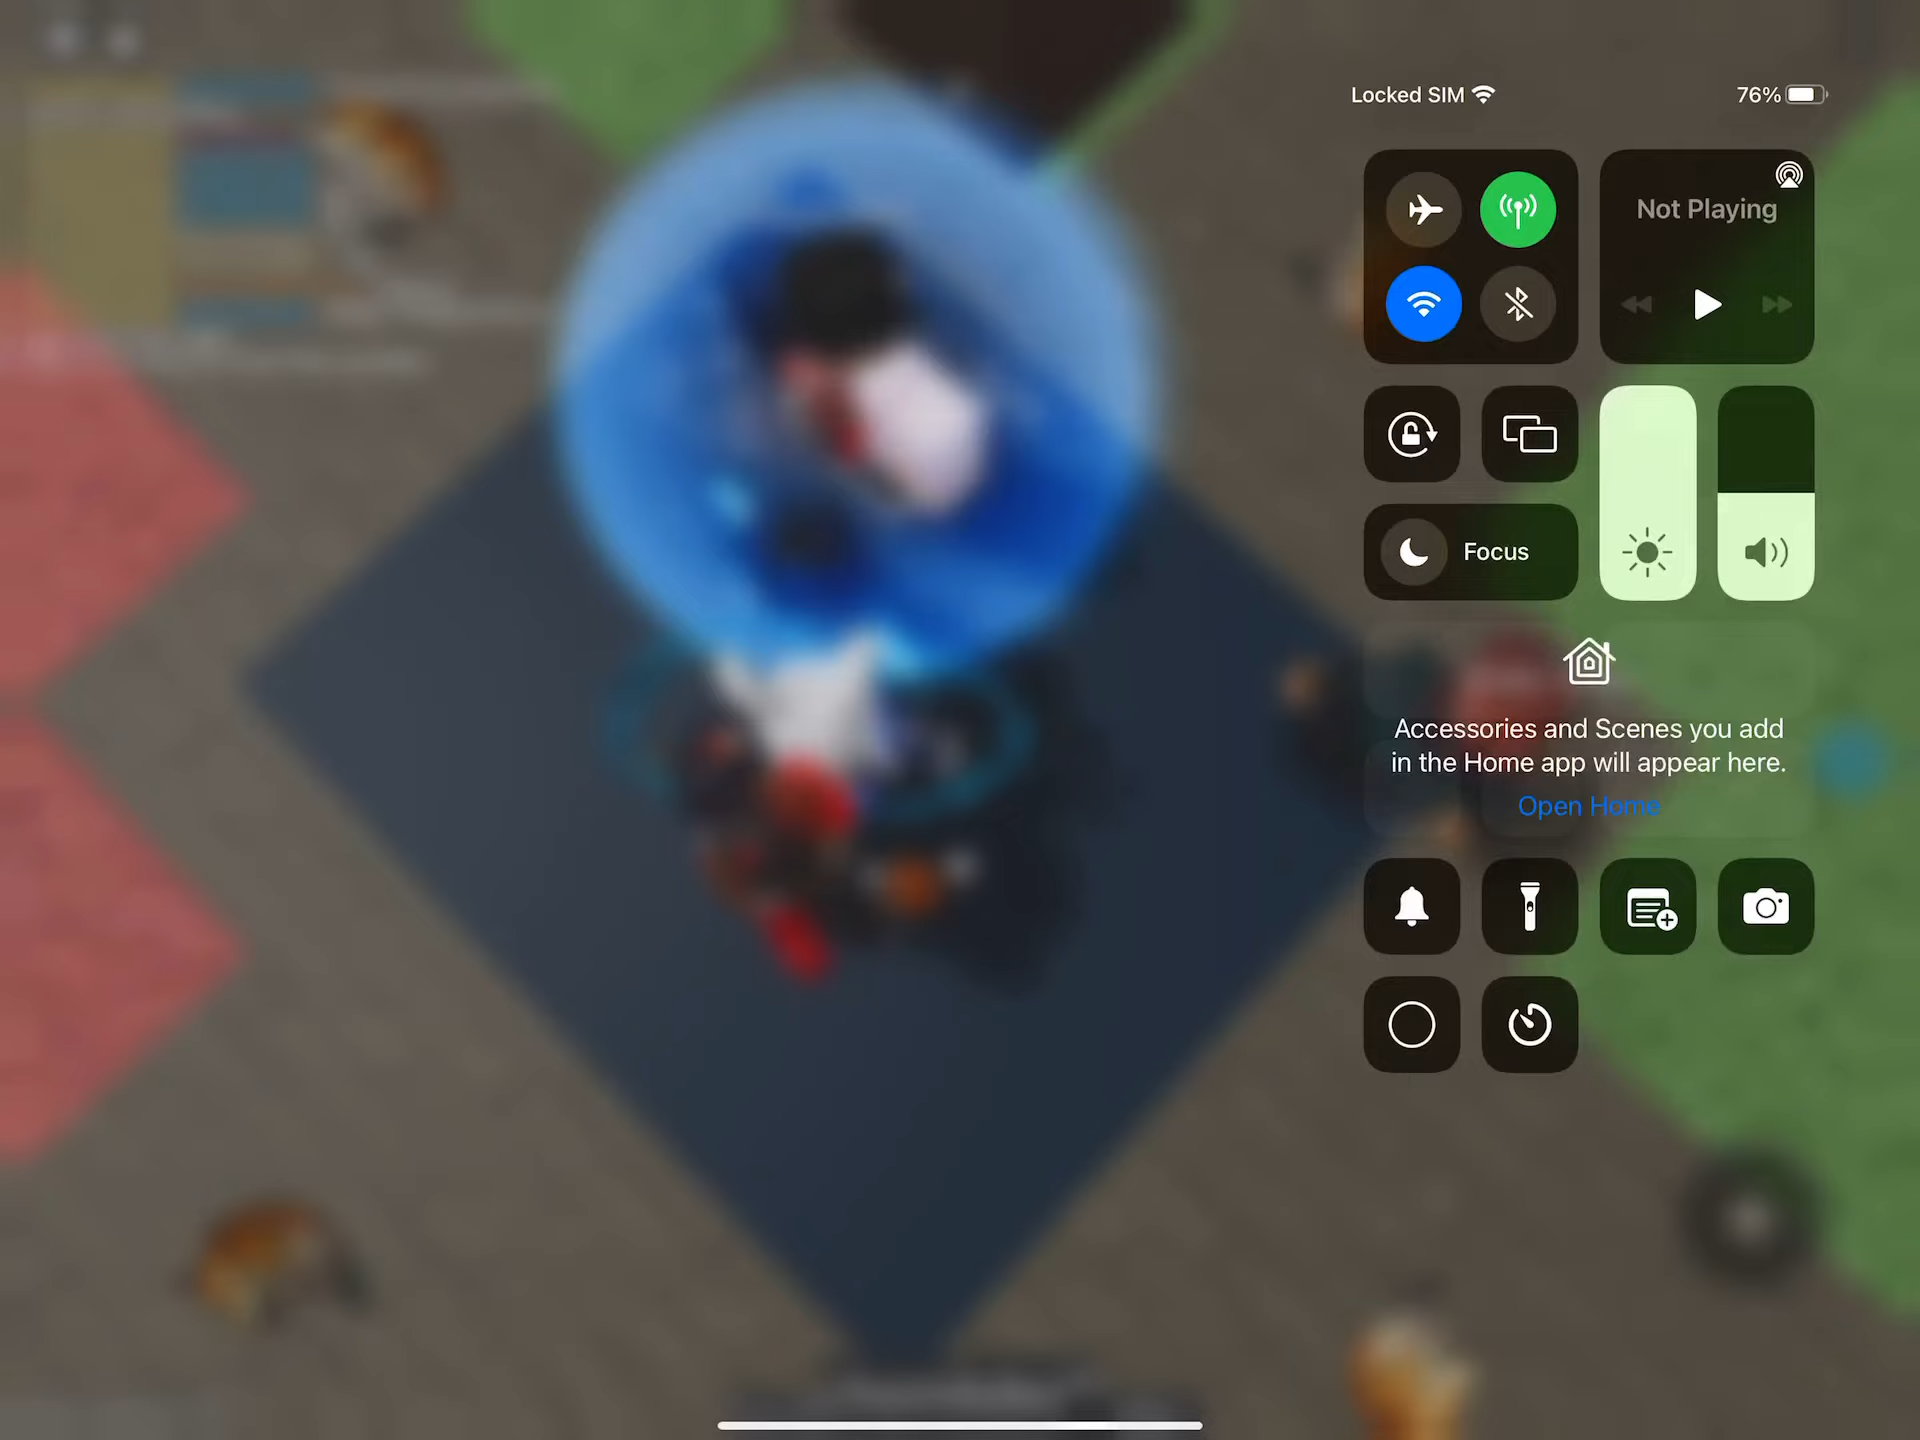 Locked SIM
76%
Not Playing
Focus
Accessories and Scenes you add
in the Home app will appear here.
Open Home